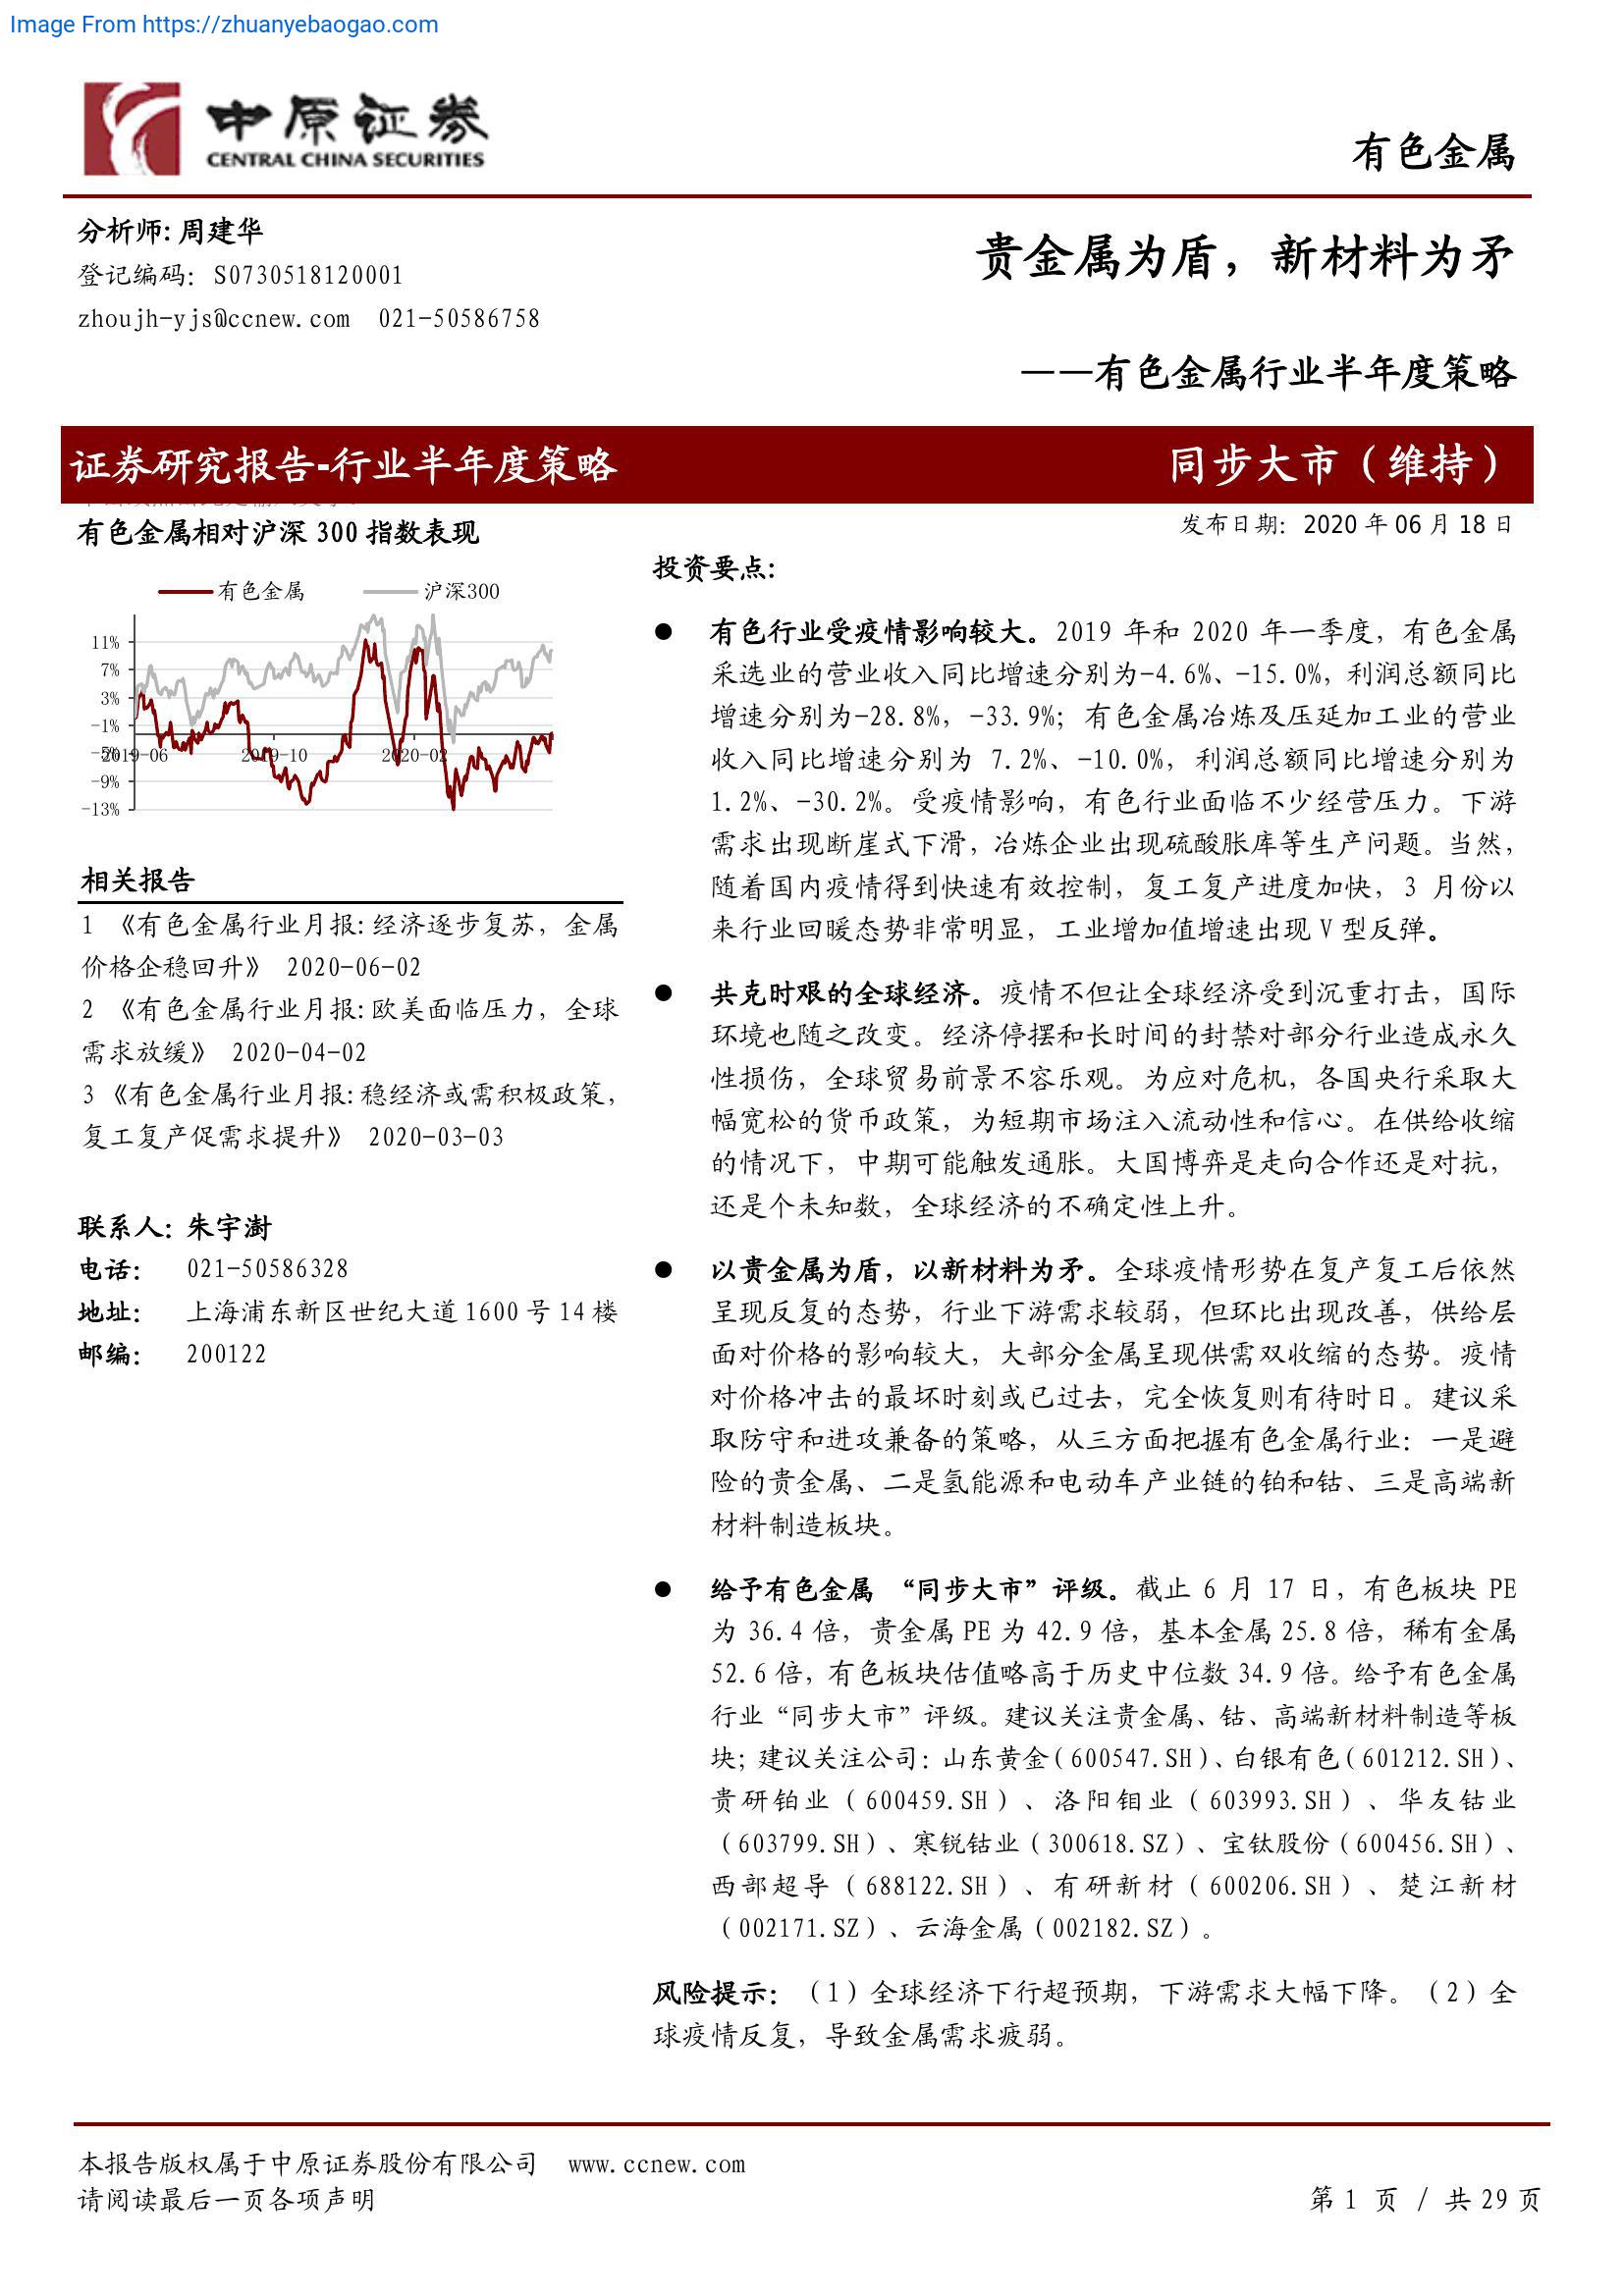 Image From https://zhuanyebaogao.com
中原证券
CENTRAL CHINA SECURITIES
有色金属
分析师:周建华
登记编码：S0730518120001
zhoujh-yjs@ccnew.com  021-50586758
贵金属为盾，新材料为矛
——有色金属行业半年度策略
证券研究报告-行业半年度策略
同步大市（维持）
发布日期：2020 年 06 月 18 日
有色金属相对沪深 300 指数表现
有色金属
沪深300
11%
7%
3%
-1%
-5%
-9%
-13%
2019-06
2019-10
2020-02
相关报告
1 《有色金属行业月报:经济逐步复苏，金属
价格企稳回升》 2020-06-02
2 《有色金属行业月报:欧美面临压力，全球
需求放缓》 2020-04-02
3《有色金属行业月报:稳经济或需积极政策，
复工复产促需求提升》 2020-03-03
联系人：朱宇澍
电话： 021-50586328
地址： 上海浦东新区世纪大道 1600 号 14 楼
邮编： 200122
投资要点：
● 有色行业受疫情影响较大。2019 年和 2020 年一季度，有色金属
采选业的营业收入同比增速分别为-4.6%、-15.0%，利润总额同比
增速分别为-28.8%，-33.9%；有色金属冶炼及压延加工业的营业
收入同比增速分别为 7.2%、-10.0%，利润总额同比增速分别为
1.2%、-30.2%。受疫情影响，有色行业面临不少经营压力。下游
需求出现断崖式下滑，冶炼企业出现硫酸胀库等生产问题。当然，
随着国内疫情得到快速有效控制，复工复产进度加快，3 月份以
来行业回暖态势非常明显，工业增加值增速出现 V 型反弹。
● 共克时艰的全球经济。疫情不但让全球经济受到沉重打击，国际
环境也随之改变。经济停摆和长时间的封禁对部分行业造成永久
性损伤，全球贸易前景不容乐观。为应对危机，各国央行采取大
幅宽松的货币政策，为短期市场注入流动性和信心。在供给收缩
的情况下，中期可能触发通胀。大国博弈是走向合作还是对抗，
还是个未知数，全球经济的不确定性上升。
● 以贵金属为盾，以新材料为矛。全球疫情形势在复产复工后依然
呈现反复的态势，行业下游需求较弱，但环比出现改善，供给层
面对价格的影响较大，大部分金属呈现供需双收缩的态势。疫情
对价格冲击的最坏时刻或已过去，完全恢复则有待时日。建议采
取防守和进攻兼备的策略，从三方面把握有色金属行业：一是避
险的贵金属、二是氢能源和电动车产业链的铂和钴、三是高端新
材料制造板块。
● 给予有色金属 “同步大市”评级。截止 6 月 17 日，有色板块 PE
为 36.4 倍，贵金属 PE 为 42.9 倍，基本金属 25.8 倍，稀有金属
52.6 倍，有色板块估值略高于历史中位数 34.9 倍。给予有色金属
行业“同步大市”评级。建议关注贵金属、钴、高端新材料制造等板
块；建议关注公司：山东黄金(600547.SH)、白银有色(601212.SH)、
贵研铂业（600459.SH）、洛阳钼业（603993.SH）、华友钴业
（603799.SH）、寒锐钴业（300618.SZ）、宝钛股份（600456.SH）、
西部超导（688122.SH）、有研新材（600206.SH）、楚江新材
（002171.SZ）、云海金属（002182.SZ）。
风险提示：（1）全球经济下行超预期，下游需求大幅下降。（2）全
球疫情反复，导致金属需求疲弱。
本报告版权属于中原证券股份有限公司  www.ccnew.com
请阅读最后一页各项声明
第 1 页 / 共 29 页